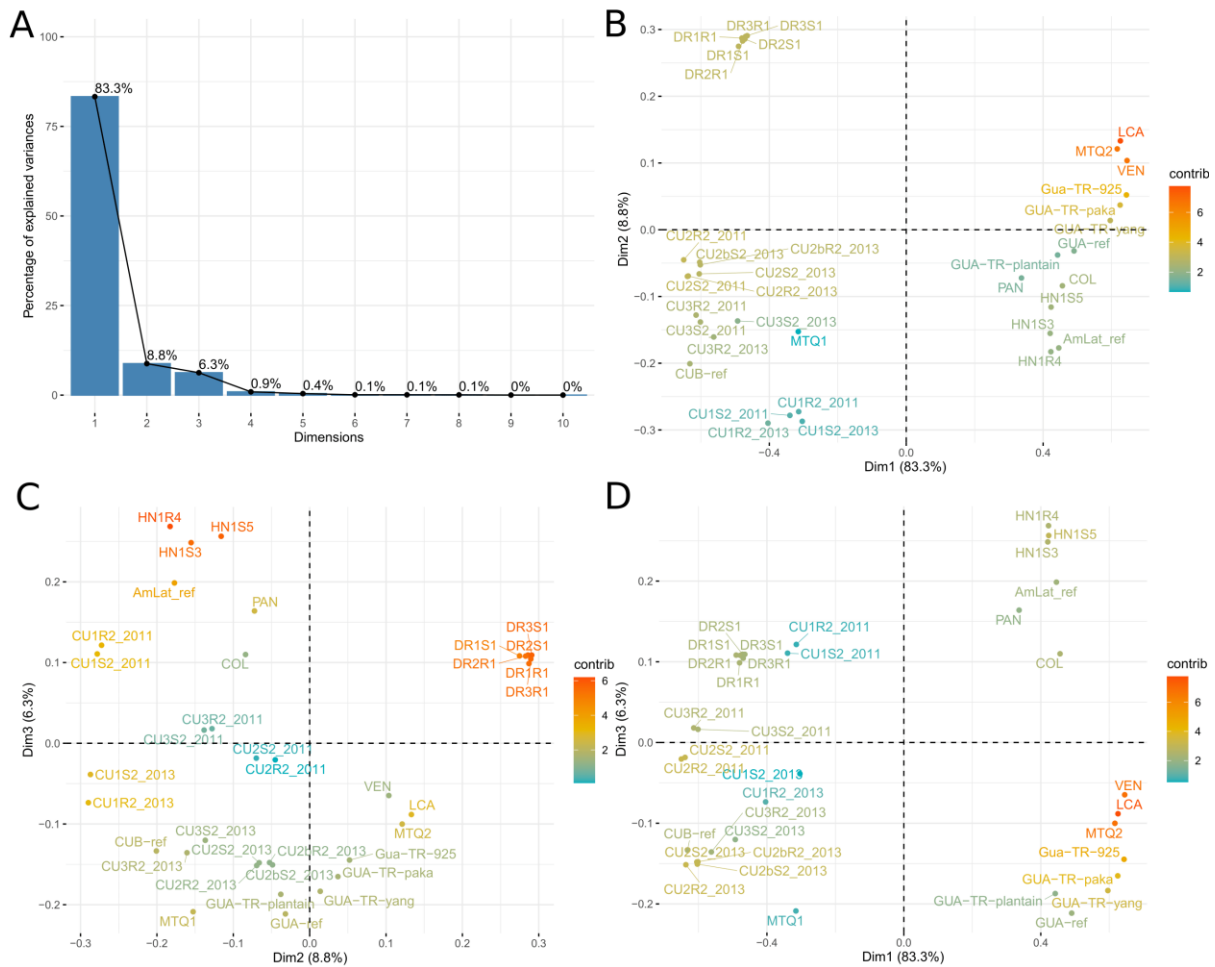 A
100
75
50
25
0
Percentage of explained variances
83.3%
8.8%
6.3%
0.9%
0.4%
0.1%
0.1%
0.1%
0%
0%
1 2 3 4 5 6 7 8 9 10
Dimensions
B
0.3
0.2
0.1
0.0
−0.1
−0.2
−0.3
Dim2 (8.8%)
DR3R1
DR3S1
DR1R1
DR2S1
DR1S1
DR2R1
LCA
MTQ2
VEN
Gua−TR−925
GUA−TR−paka
GUA−TR−yang
GUA−ref
GUA−TR−plantain
PAN
COL
HN1S5
HN1S3
AmLat_ref
HN1R4
CU2R2_2011
CU2bR2_2013
CU2bS2_2013
CU2S2_2013
CU2S2_2011
CU2R2_2013
CU3R2_2011
CU3S2_2013
CU3S2_2011
MTQ1
CU3R2_2013
CUB−ref
CU1R2_2011
CU1S2_2011
CU1R2_2013
CU1S2_2013
−0.4 0.0 0.4
Dim1 (83.3%)
contrib
6
4
2
C
0.2
0.1
0.0
−0.1
−0.2
Dim3 (6.3%)
HN1R4
HN1S5
HN1S3
AmLat_ref
PAN
CU1R2_2011
CU1S2_2011
COL
DR3S1
DR1S1
DR2S1
DR2R1
DR1R1
DR3R1
CU3R2_2011
CU3S2_2011
CU2S2_2011
CU2R2_2011
CU1S2_2013
CU1R2_2013
VEN
LCA
MTQ2
CUB−ref
CU3S2_2013
CU3R2_2013
CU2S2_2013
CU2bR2_2013
Gua−TR−925
CU2R2_2013
CU2bS2_2013
GUA−TR−paka
GUA−TR−plantain
GUA−TR−yang
MTQ1
GUA−ref
−0.3 −0.2 −0.1 0.0 0.1 0.2 0.3
Dim2 (8.8%)
contrib
6
4
2
D
0.2
0.1
0.0
−0.1
−0.2
Dim3 (6.3%)
HN1R4
HN1S5
HN1S3
AmLat_ref
PAN
COL
DR2S1
CU1R2_2011
DR1S1
DR3S1
CU1S2_2011
DR2R1
DR3R1
DR1R1
CU3R2_2011
CU3S2_2011
CU2S2_2011
CU2R2_2011
CU1S2_2013
CU1R2_2013
CU3R2_2013
CUB−ref
CU3S2_2013
CU2S2_2013
CU2bR2_2013
CU2bS2_2013
CU2R2_2013
MTQ1
VEN
LCA
MTQ2
Gua−TR−925
GUA−TR−paka
GUA−TR−plantain
GUA−TR−yang
GUA−ref
−0.4 0.0 0.4
Dim1 (83.3%)
contrib
6
4
2